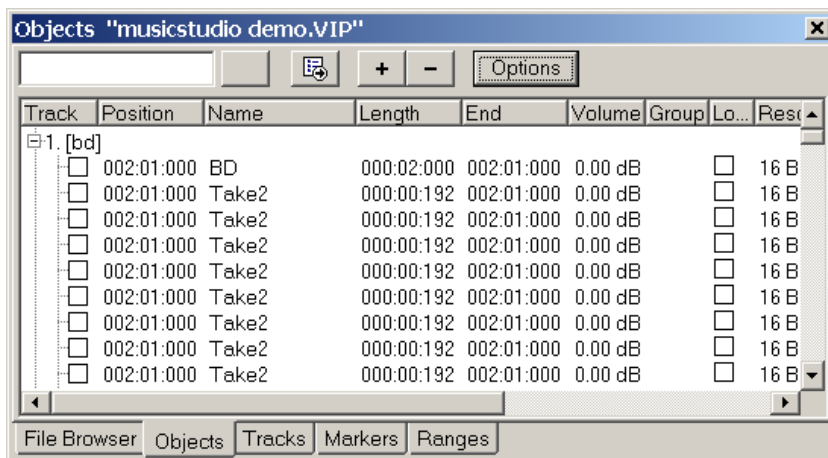 Objects "musicstudio demo.VIP"
+ − Options
Track Position Name Length End Volume Group Lo... Reso
1. [bd]
002:01:000 BD 000:02:000 002:01:000 0.00 dB 16 B
002:01:000 Take2 000:00:192 002:01:000 0.00 dB 16 B
002:01:000 Take2 000:00:192 002:01:000 0.00 dB 16 B
002:01:000 Take2 000:00:192 002:01:000 0.00 dB 16 B
002:01:000 Take2 000:00:192 002:01:000 0.00 dB 16 B
002:01:000 Take2 000:00:192 002:01:000 0.00 dB 16 B
002:01:000 Take2 000:00:192 002:01:000 0.00 dB 16 B
002:01:000 Take2 000:00:192 002:01:000 0.00 dB 16 B
002:01:000 Take2 000:00:192 002:01:000 0.00 dB 16 B
File Browser Objects Tracks Markers Ranges